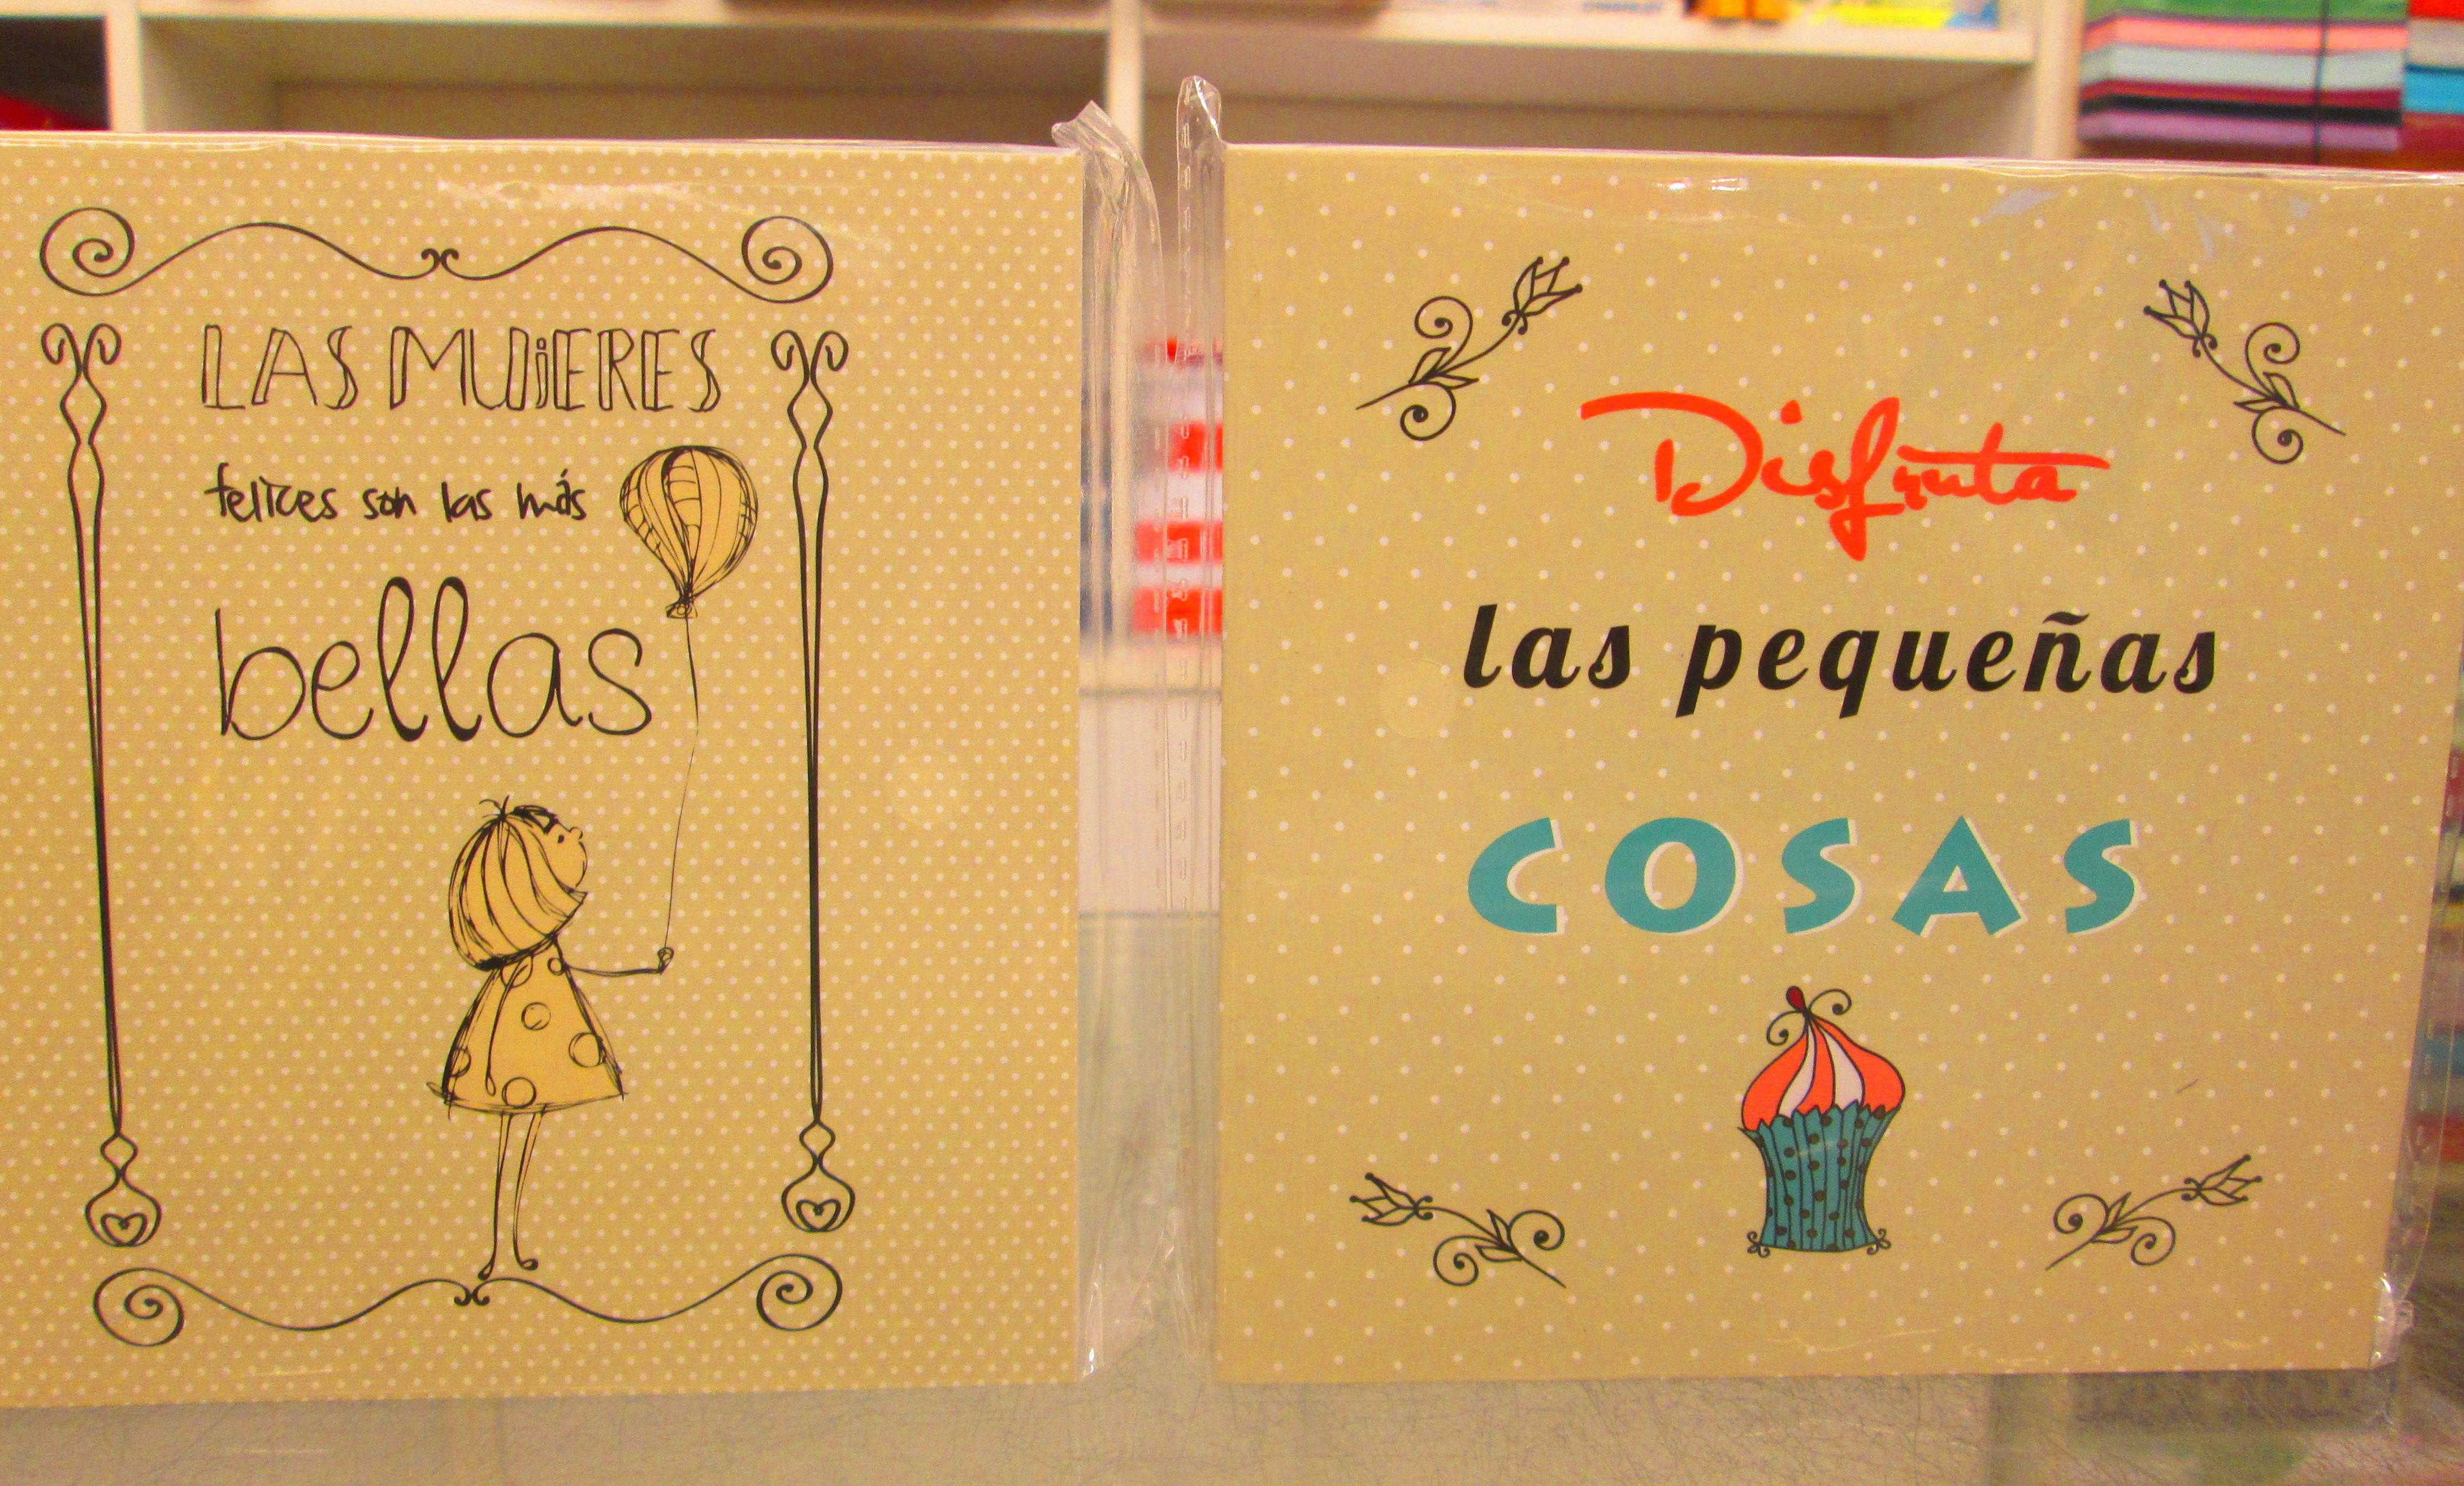 LAS MUJERES
felices son las más
bellas
Disfruta
las pequeñas
COSAS